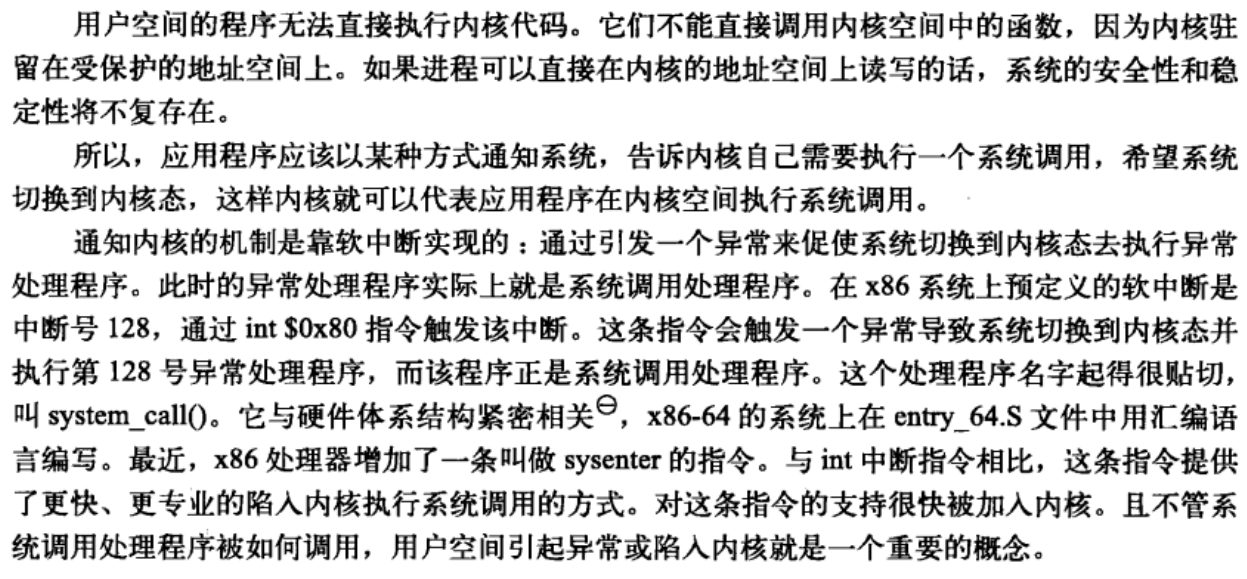 用户空间的程序无法直接执行内核代码。它们不能直接调用内核空间中的函数，因为内核驻
留在受保护的地址空间上。如果进程可以直接在内核的地址空间上读写的话，系统的安全性和稳
定性将不复存在。
所以，应用程序应该以某种方式通知系统，告诉内核自己需要执行一个系统调用，希望系统
切换到内核态，这样内核就可以代表应用程序在内核空间执行系统调用。
通知内核的机制是靠软中断实现的：通过引发一个异常来促使系统切换到内核态去执行异常
处理程序。此时的异常处理程序实际上就是系统调用处理程序。在 x86 系统上预定义的软中断是
中断号 128，通过 int $0x80 指令触发该中断。这条指令会触发一个异常导致系统切换到内核态并
执行第 128 号异常处理程序，而该程序正是系统调用处理程序。这个处理程序名字起得很贴切，
叫 system_call()。它与硬件体系结构紧密相关⊖，x86-64 的系统上在 entry_64.S 文件中用汇编语
言编写。最近，x86 处理器增加了一条叫做 sysenter 的指令。与 int 中断指令相比，这条指令提供
了更快、更专业的陷入内核执行系统调用的方式。对这条指令的支持很快被加入内核。且不管系
统调用处理程序被如何调用，用户空间引起异常或陷入内核就是一个重要的概念。